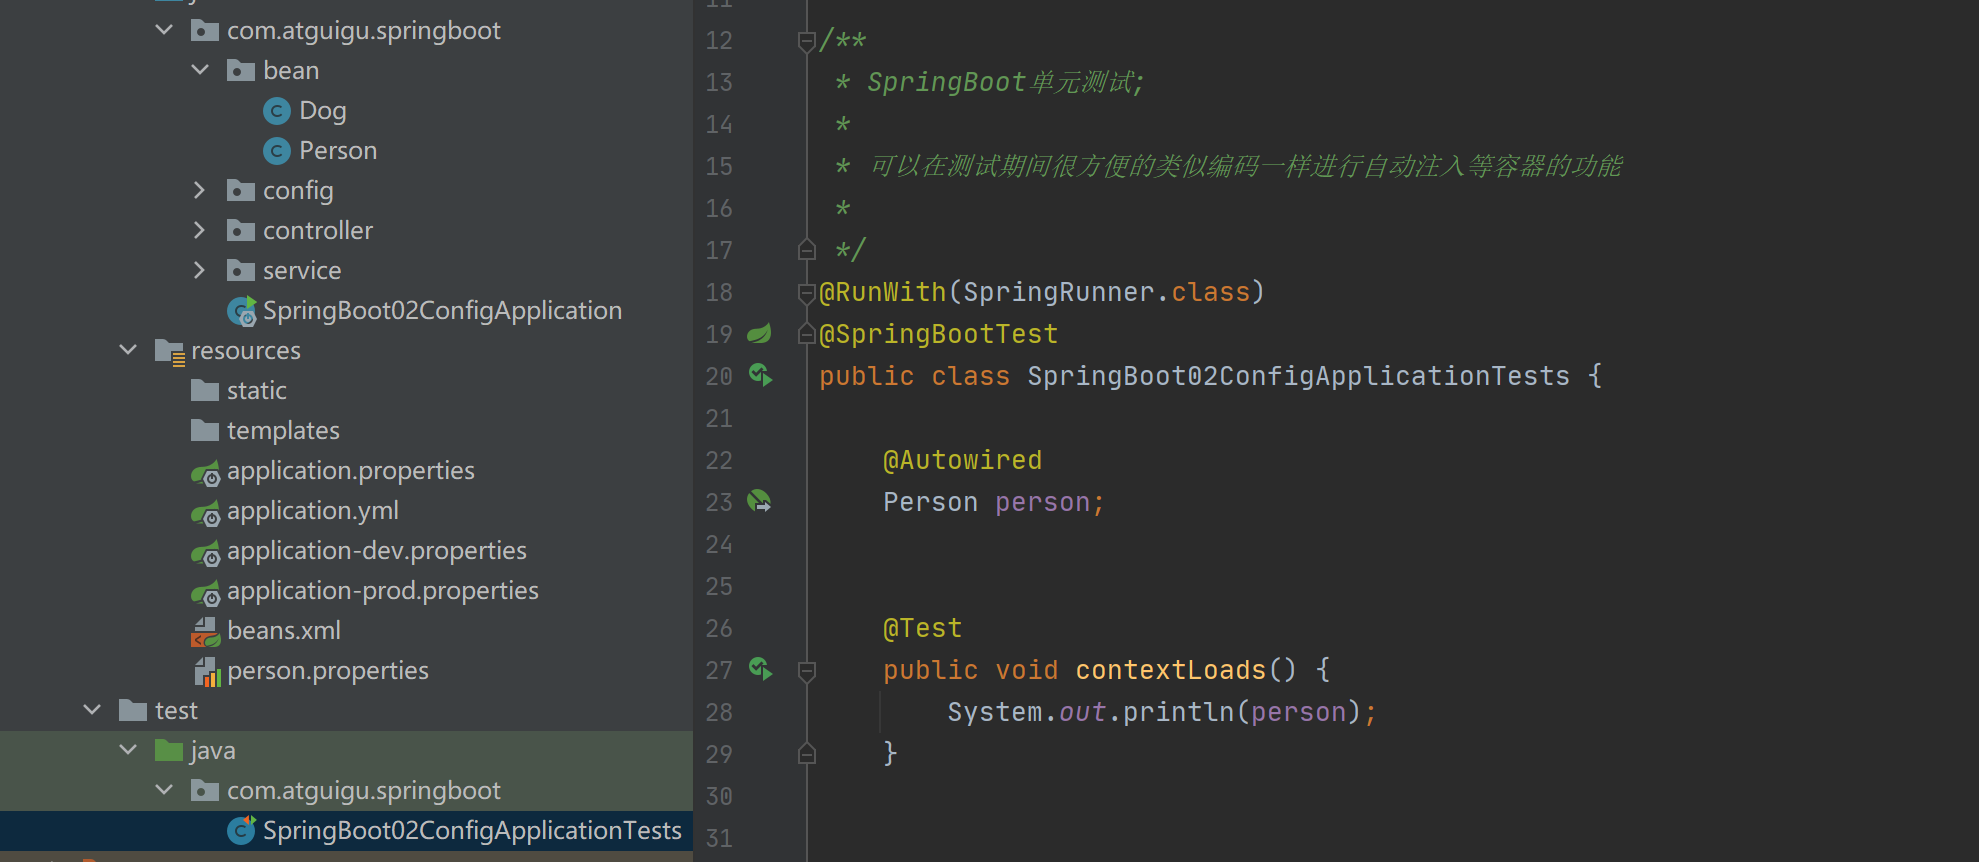 com.atguigu.springboot
bean
Dog
Person
config
controller
service
SpringBoot02ConfigApplication
resources
static
templates
application.properties
application.yml
application-dev.properties
application-prod.properties
beans.xml
person.properties
test
java
com.atguigu.springboot
SpringBoot02ConfigApplicationTests
11
12 /**
13 * SpringBoot单元测试;
14 *
15 * 可以在测试期间很方便的类似编码一样进行自动注入等容器的功能
16 *
17 */
18 @RunWith(SpringRunner.class)
19 @SpringBootTest
20 public class SpringBoot02ConfigApplicationTests {
21
22 @Autowired
23 Person person;
24
25
26 @Test
27 public void contextLoads() {
28 System.out.println(person);
29 }
30
31